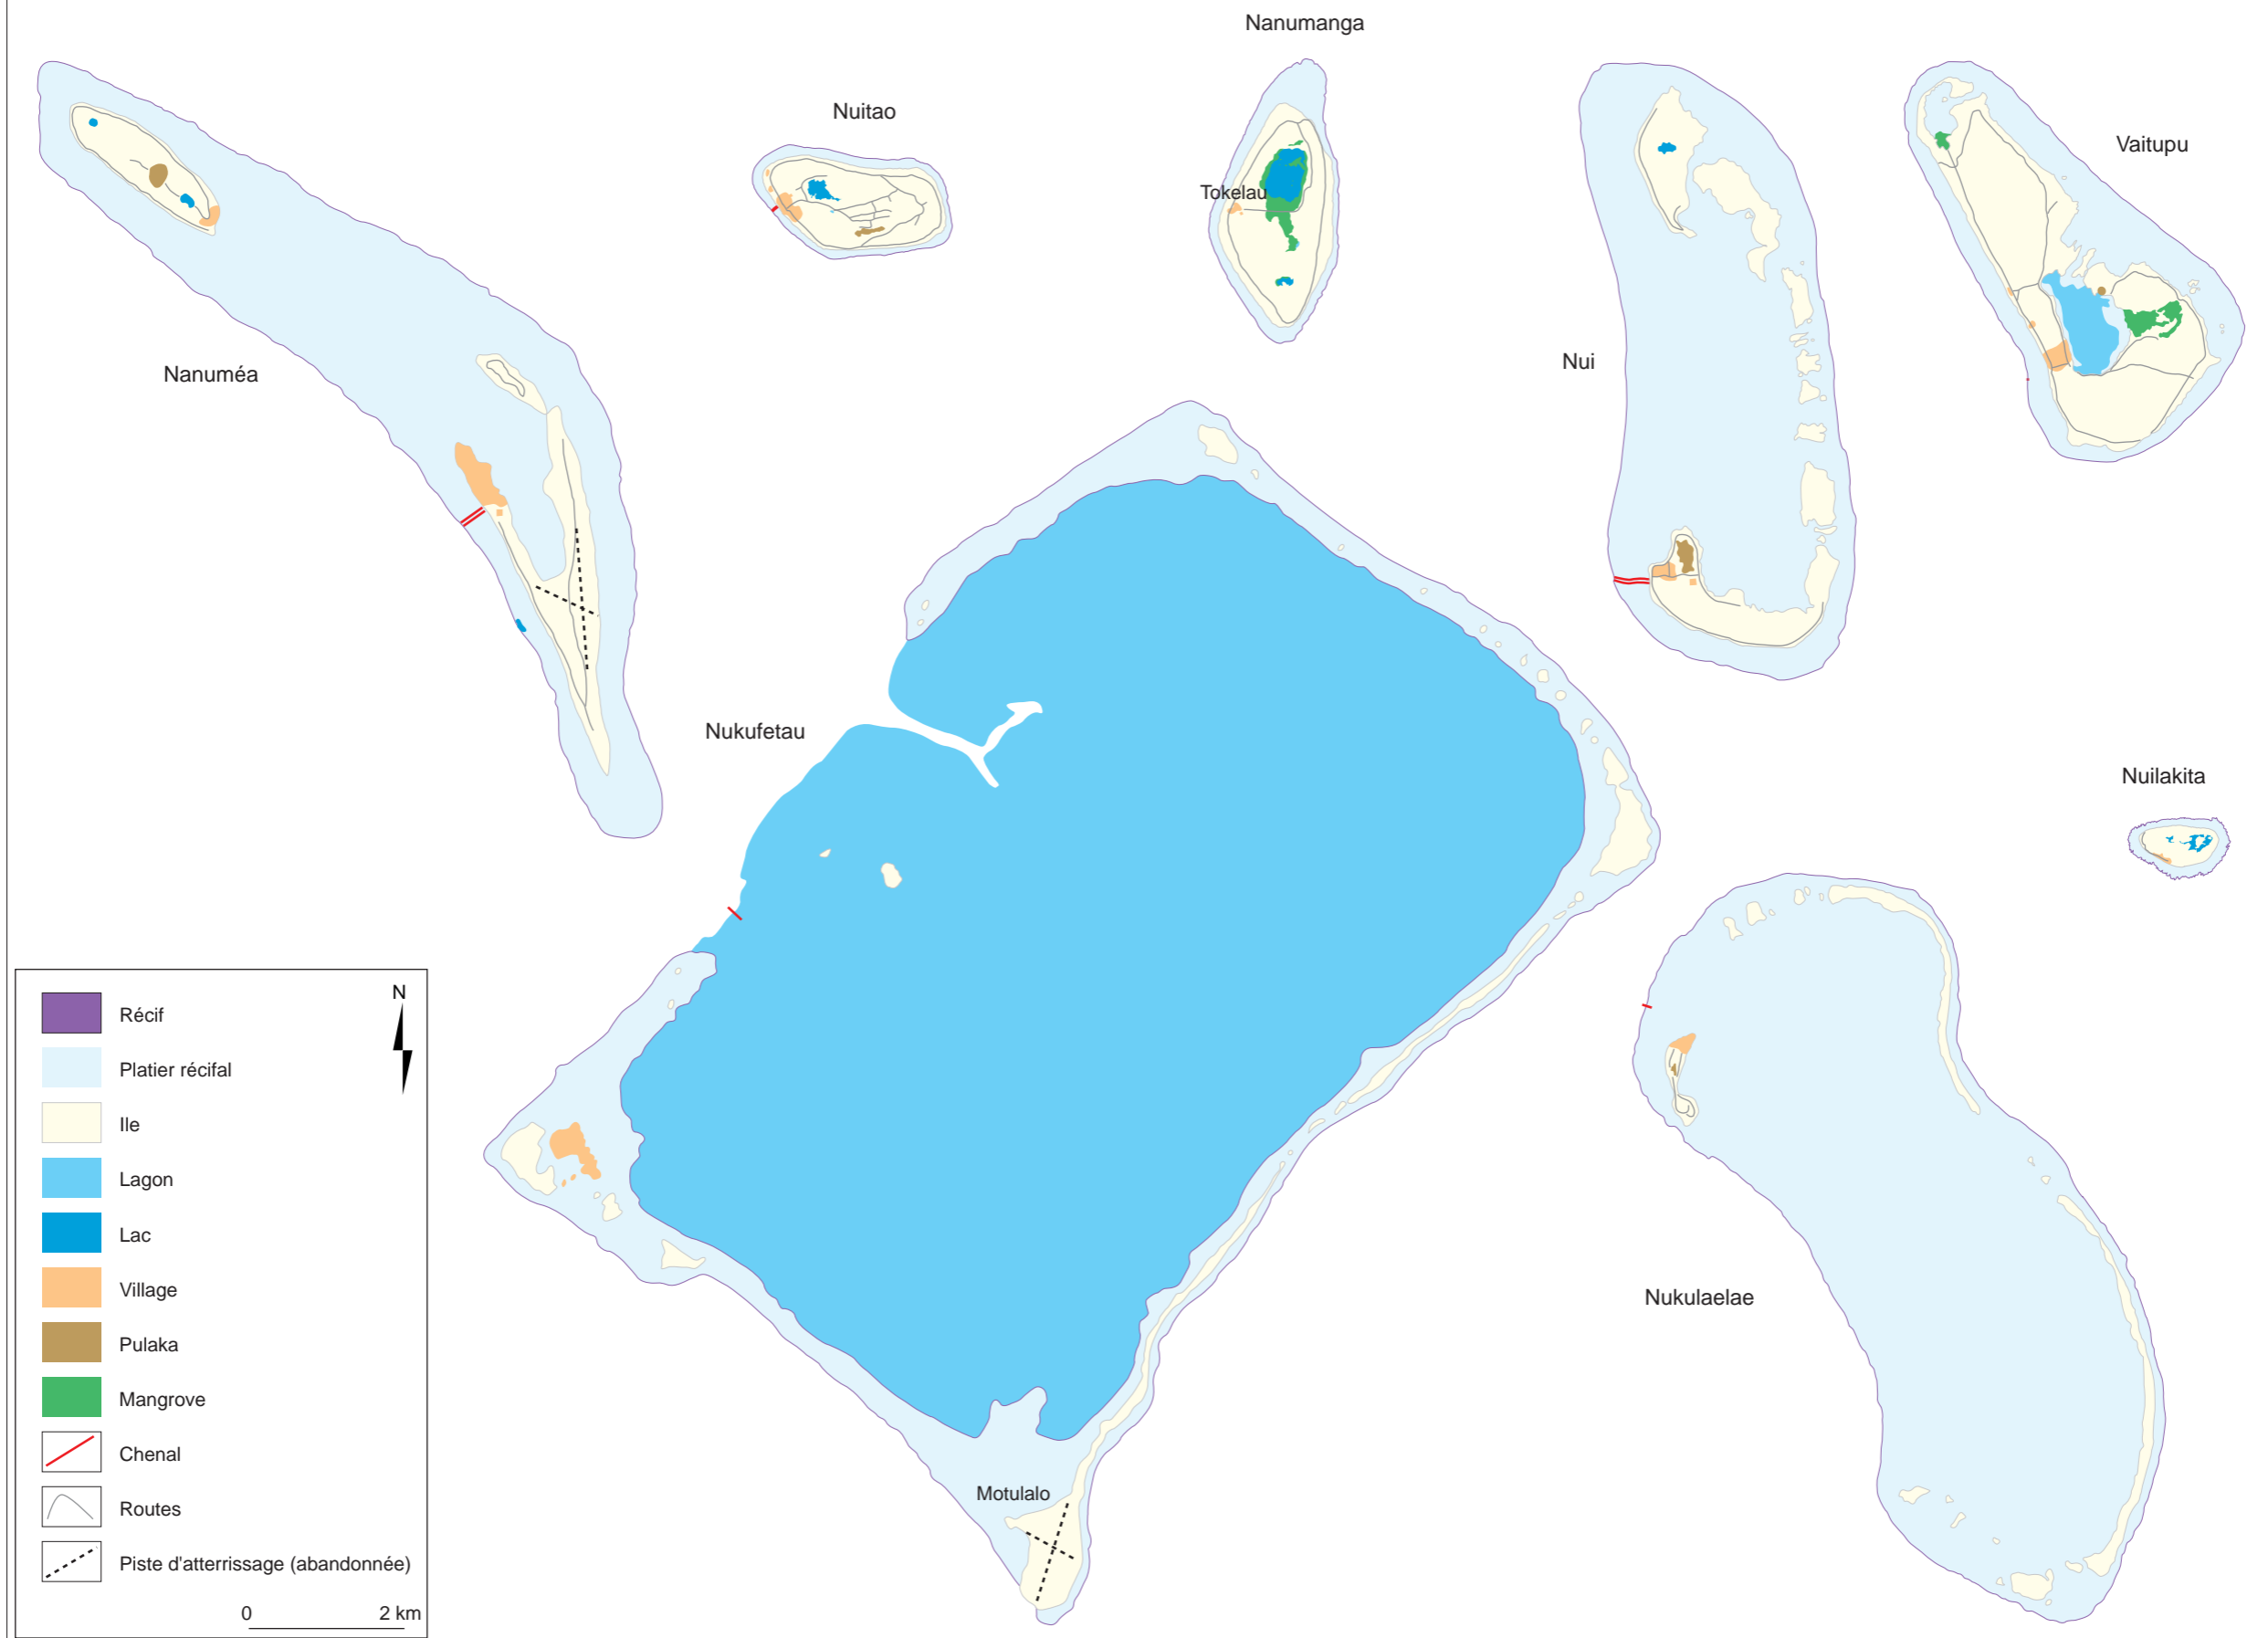 Nanumanga
Nuitao
Vaitupu
Tokelau
Nui
Nanuméa
Nukufetau
Nuilakita
Nukulaelae
Motulalo
N
Récif
Platier récifal
Ile
Lagon
Lac
Village
Pulaka
Mangrove
Chenal
Routes
Piste d'atterrissage (abandonnée)
0 2 km